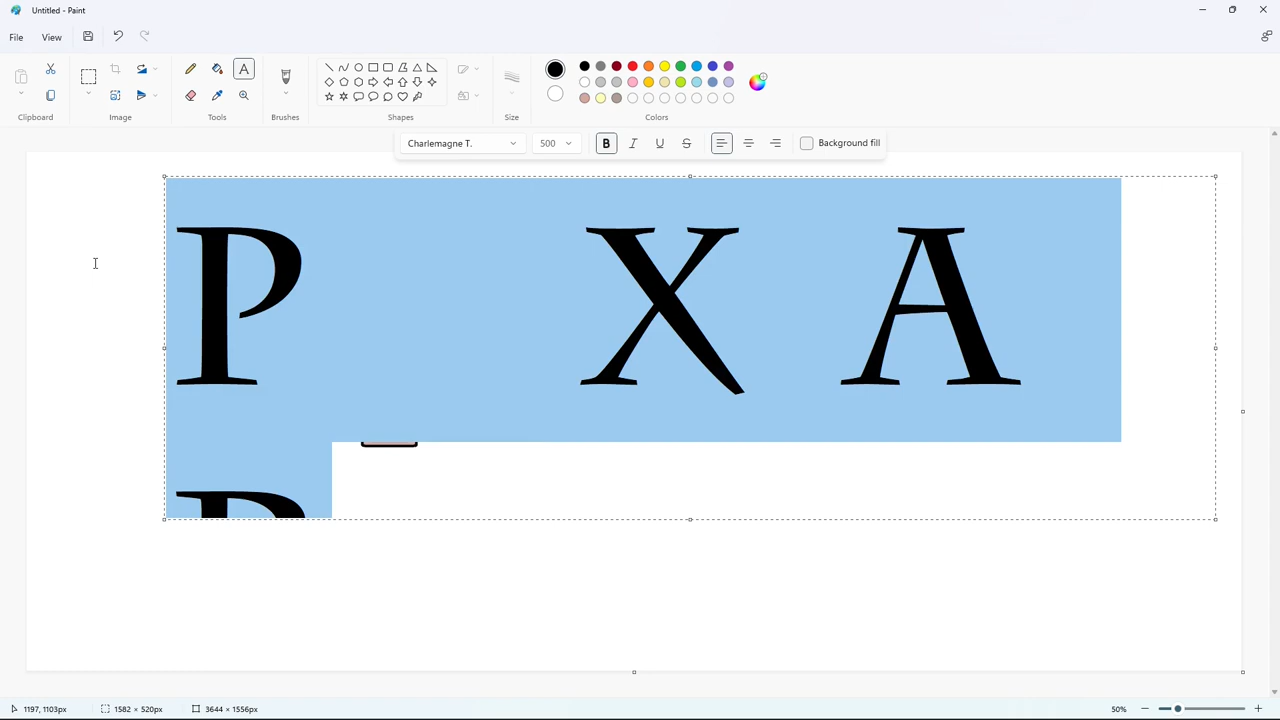 Untitled - Paint
File View
Clipboard Image Tools Brushes Shapes Size Colors
Charlemagne T. 500 B I U S Background fill
P X A
1197, 1103px 1582 × 520px 3644 × 1556px 50%